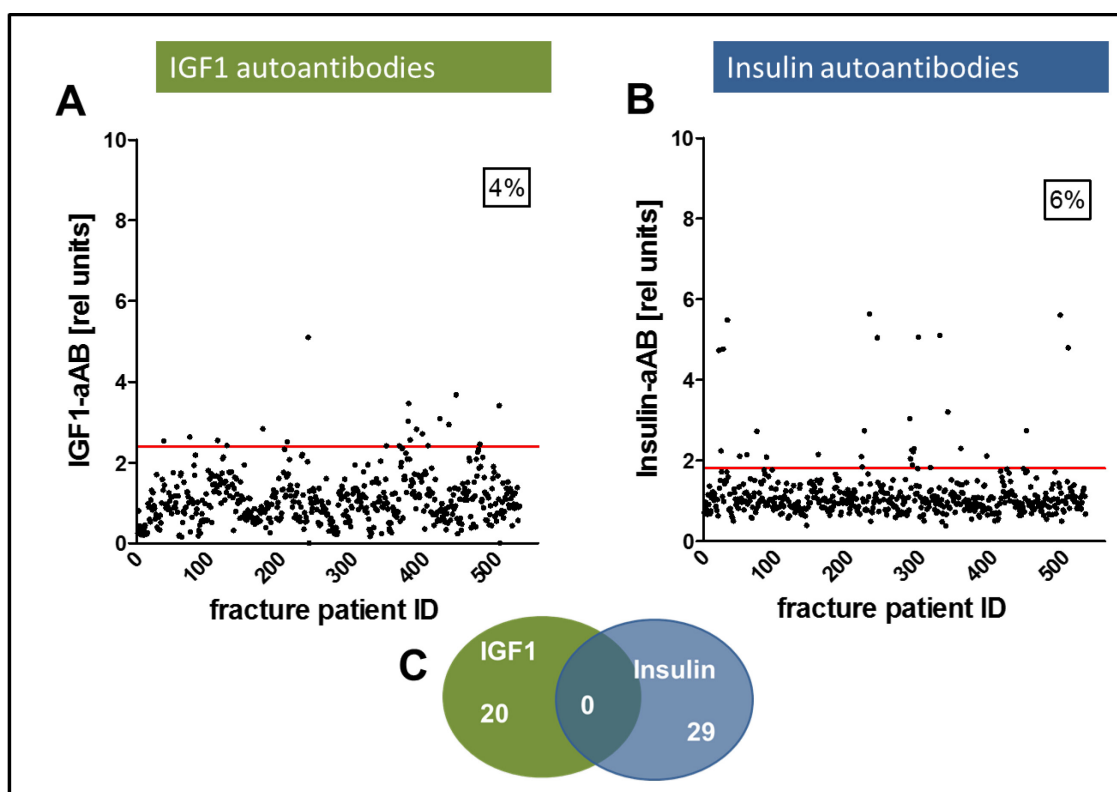 IGF1 autoantibodies
Insulin autoantibodies
A
B
IGF1-aAB [rel units]
10
8
6
4
2
0
4%
0
100
200
300
400
500
fracture patient ID
Insulin-aAB [rel units]
10
8
6
4
2
0
6%
0
100
200
300
400
500
fracture patient ID
C
IGF1
Insulin
20
0
29